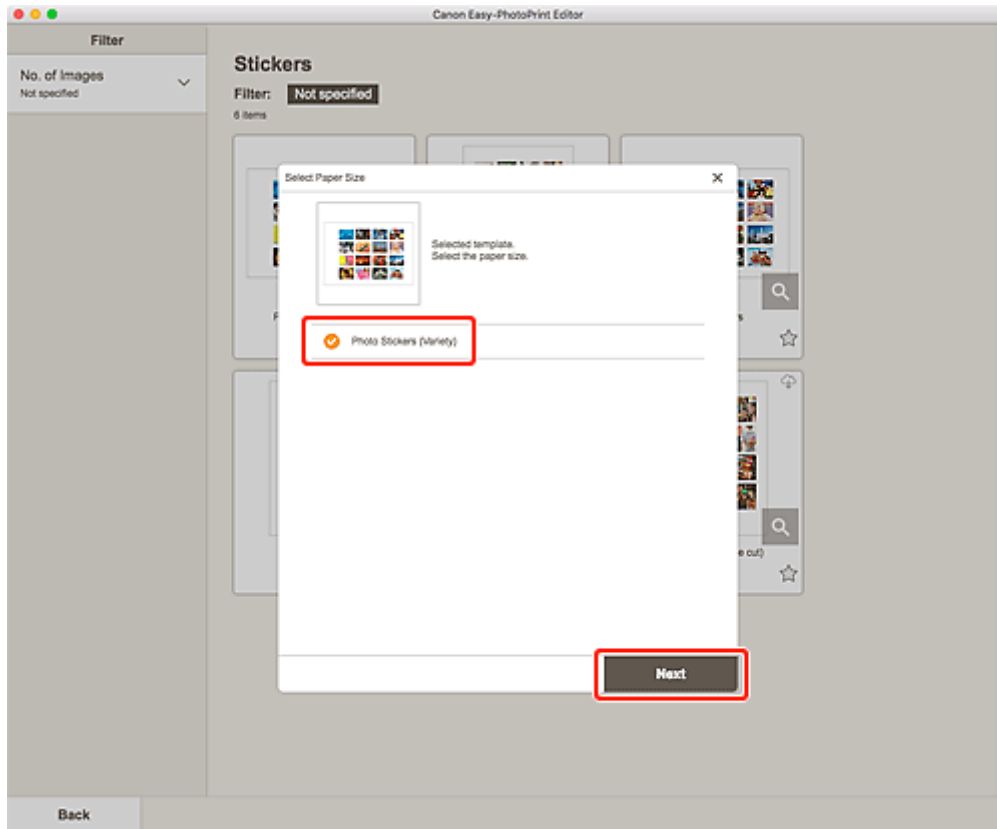 Canon Easy-PhotoPrint Editor
Filter
No. of Images
Not specified
Stickers
Filter: Not specified
6 items
Select Paper Size
Selected template.
Select the paper size.
Photo Stickers (Variety)
cut)
Next
Back